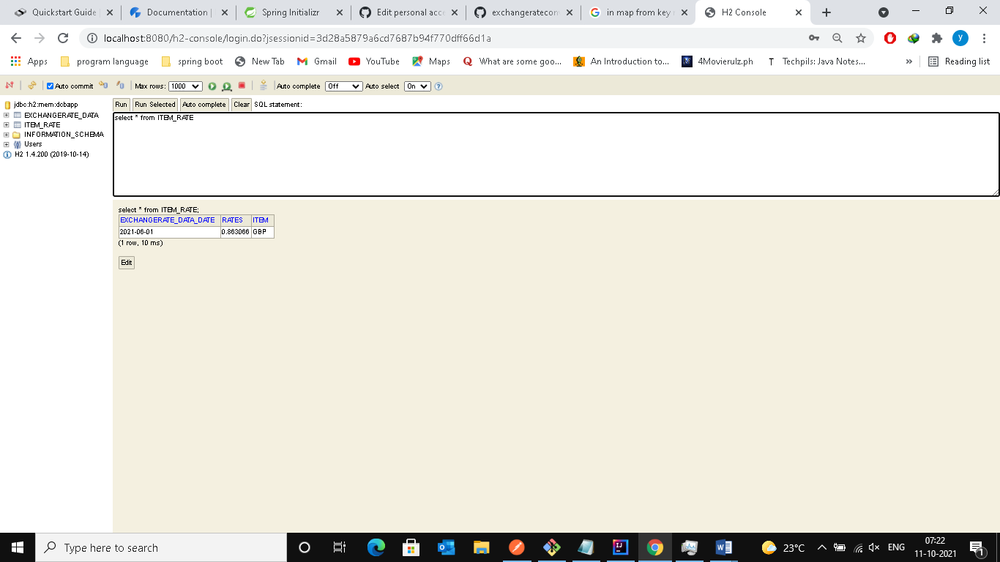 Quickstart Guide
Documentation
Spring Initializr
Edit personal acc
exchangeratecon
in map from key
H2 Console
localhost:8080/h2-console/login.do?jsessionid=3d28a5879a6cd7687b94f770dff66d1a
y
Apps
program language
spring boot
New Tab
Gmail
YouTube
Maps
What are some goo...
An Introduction to...
4Movierulz.ph
Techpils: Java Notes...
»
Reading list
Auto commit
Max rows: 1000
Auto complete Off
Auto select On
jdbc:h2:mem:dcbapp
EXCHANGERATE_DATA
ITEM_RATE
INFORMATION_SCHEMA
Users
H2 1.4.200 (2019-10-14)
Run Run Selected Auto complete Clear SQL statement:
select * from ITEM_RATE
select * from ITEM_RATE;
EXCHANGERATE_DATA_DATE RATES ITEM
2021-06-01 0.863066 GBP
(1 row, 10 ms)
Edit
Type here to search
23°C
ENG
07:22
11-10-2021
1